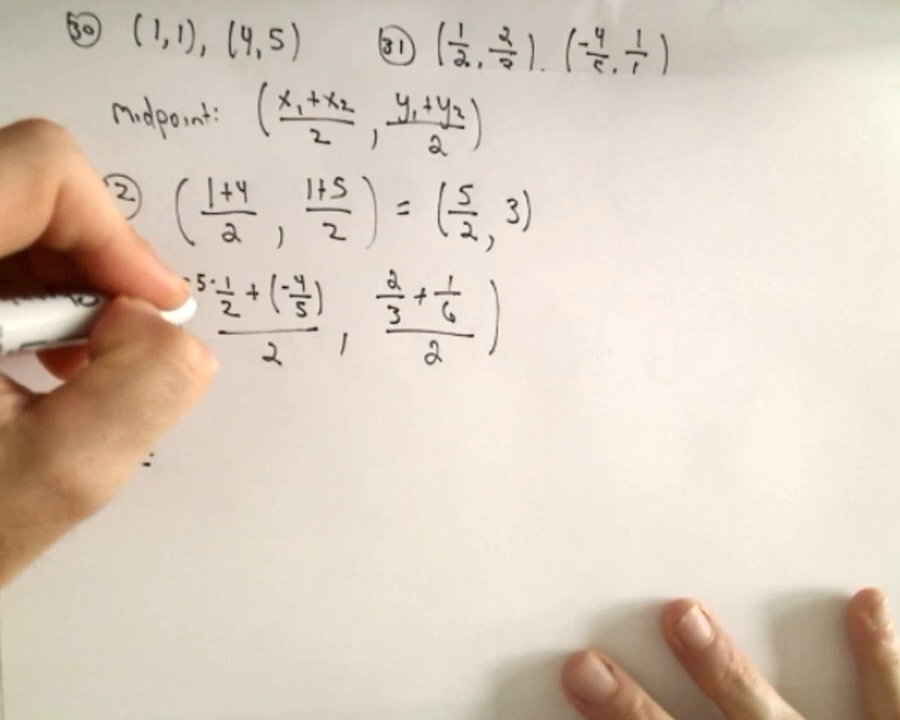 30 (1,1), (4,5) 31 (1/2, 2/3), (-4/5, 1/6)
Midpoint: (x₁+x₂/2, y₁+y₂/2)
(1+4/2, 1+5/2) = (5/2, 3)
5·1/2 + (-4/5)/2, 2/3 + 1/6/2)